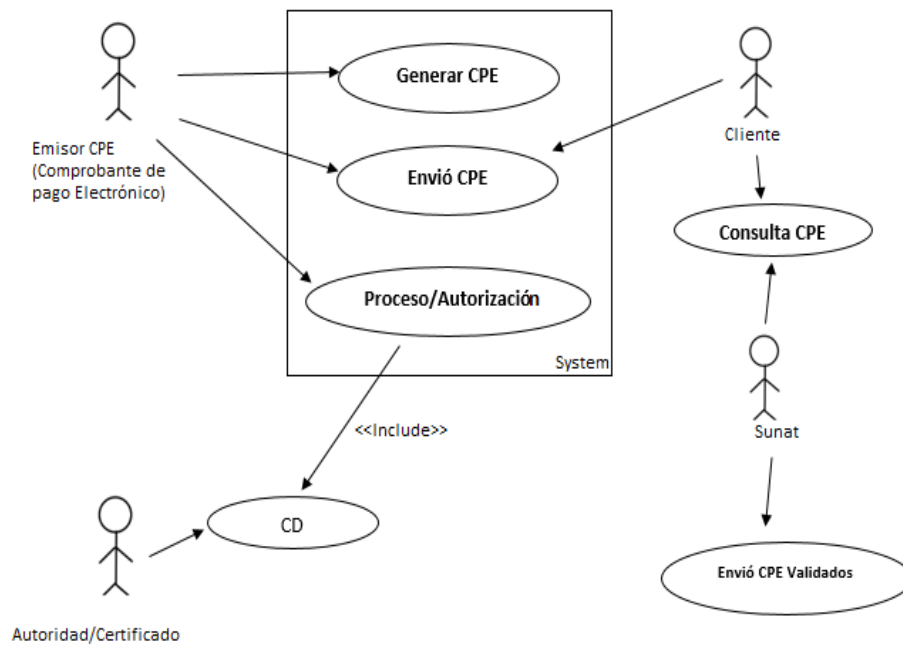 Generar CPE
Cliente
Emisor CPE
(Comprobante de
pago Electrónico)
Envió CPE
Consulta CPE
Proceso/Autorización
System
<<Include>>
Sunat
CD
Envió CPE Validados
Autoridad/Certificado